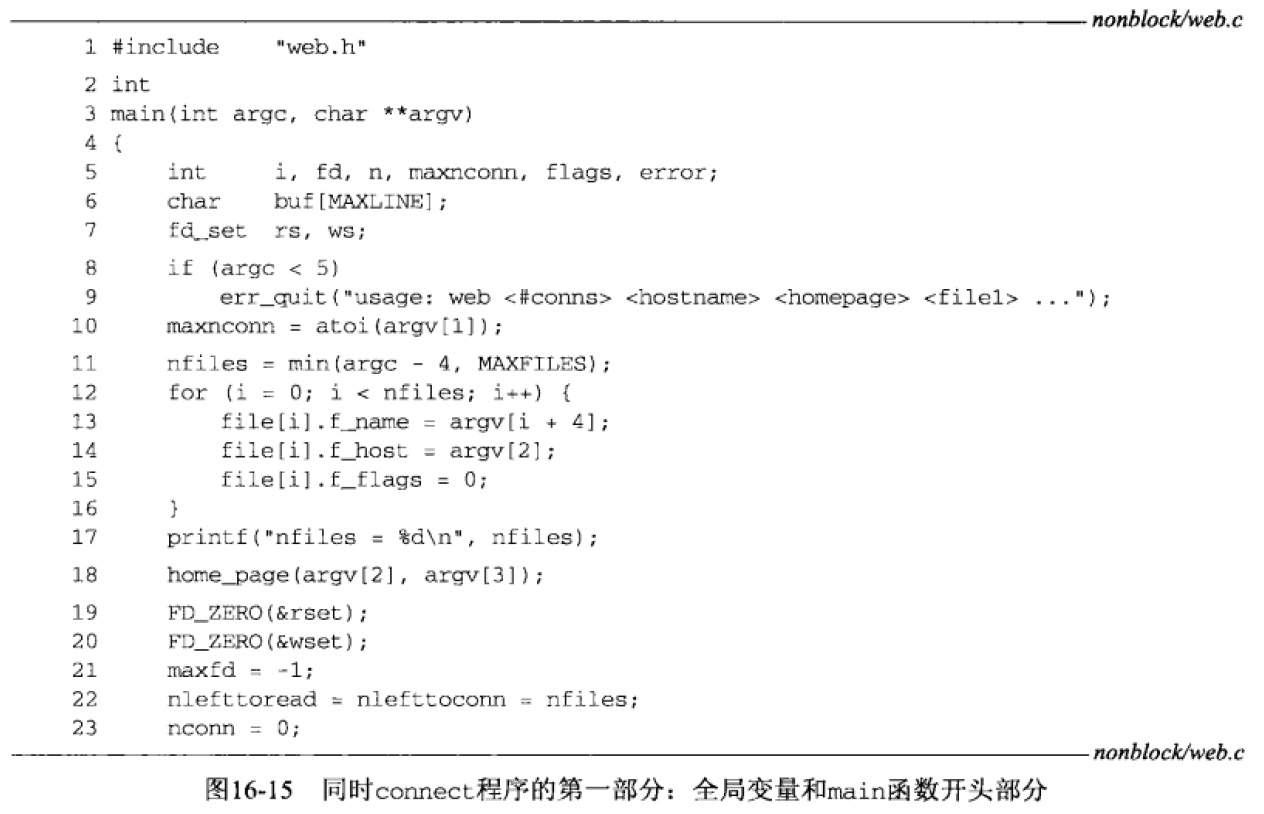 nonblock/web.c
1 #include    "web.h"
2 int
3 main(int argc, char **argv)
4 {
5     int     i, fd, n, maxnconn, flags, error;
6     char    buf[MAXLINE];
7     fd_set  rs, ws;
8     if (argc < 5)
9         err_quit("usage: web <#conns> <hostname> <homepage> <file1> ...");
10     maxnconn = atoi(argv[1]);
11     nfiles = min(argc - 4, MAXFILES);
12     for (i = 0; i < nfiles; i++) {
13         file[i].f_name = argv[i + 4];
14         file[i].f_host = argv[2];
15         file[i].f_flags = 0;
16     }
17     printf("nfiles = %d\n", nfiles);
18     home_page(argv[2], argv[3]);
19     FD_ZERO(&rset);
20     FD_ZERO(&wset);
21     maxfd = -1;
22     nlefttoread = nlefttoconn = nfiles;
23     nconn = 0;
nonblock/web.c
图16-15 同时connect程序的第一部分：全局变量和main函数开头部分